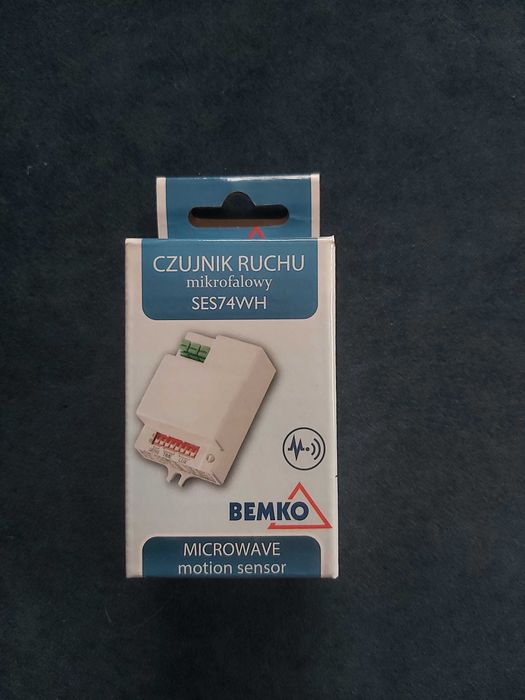 CZUJNIK RUCHU
mikrofalowy
SES74WH
BEMKO
MICROWAVE
motion sensor